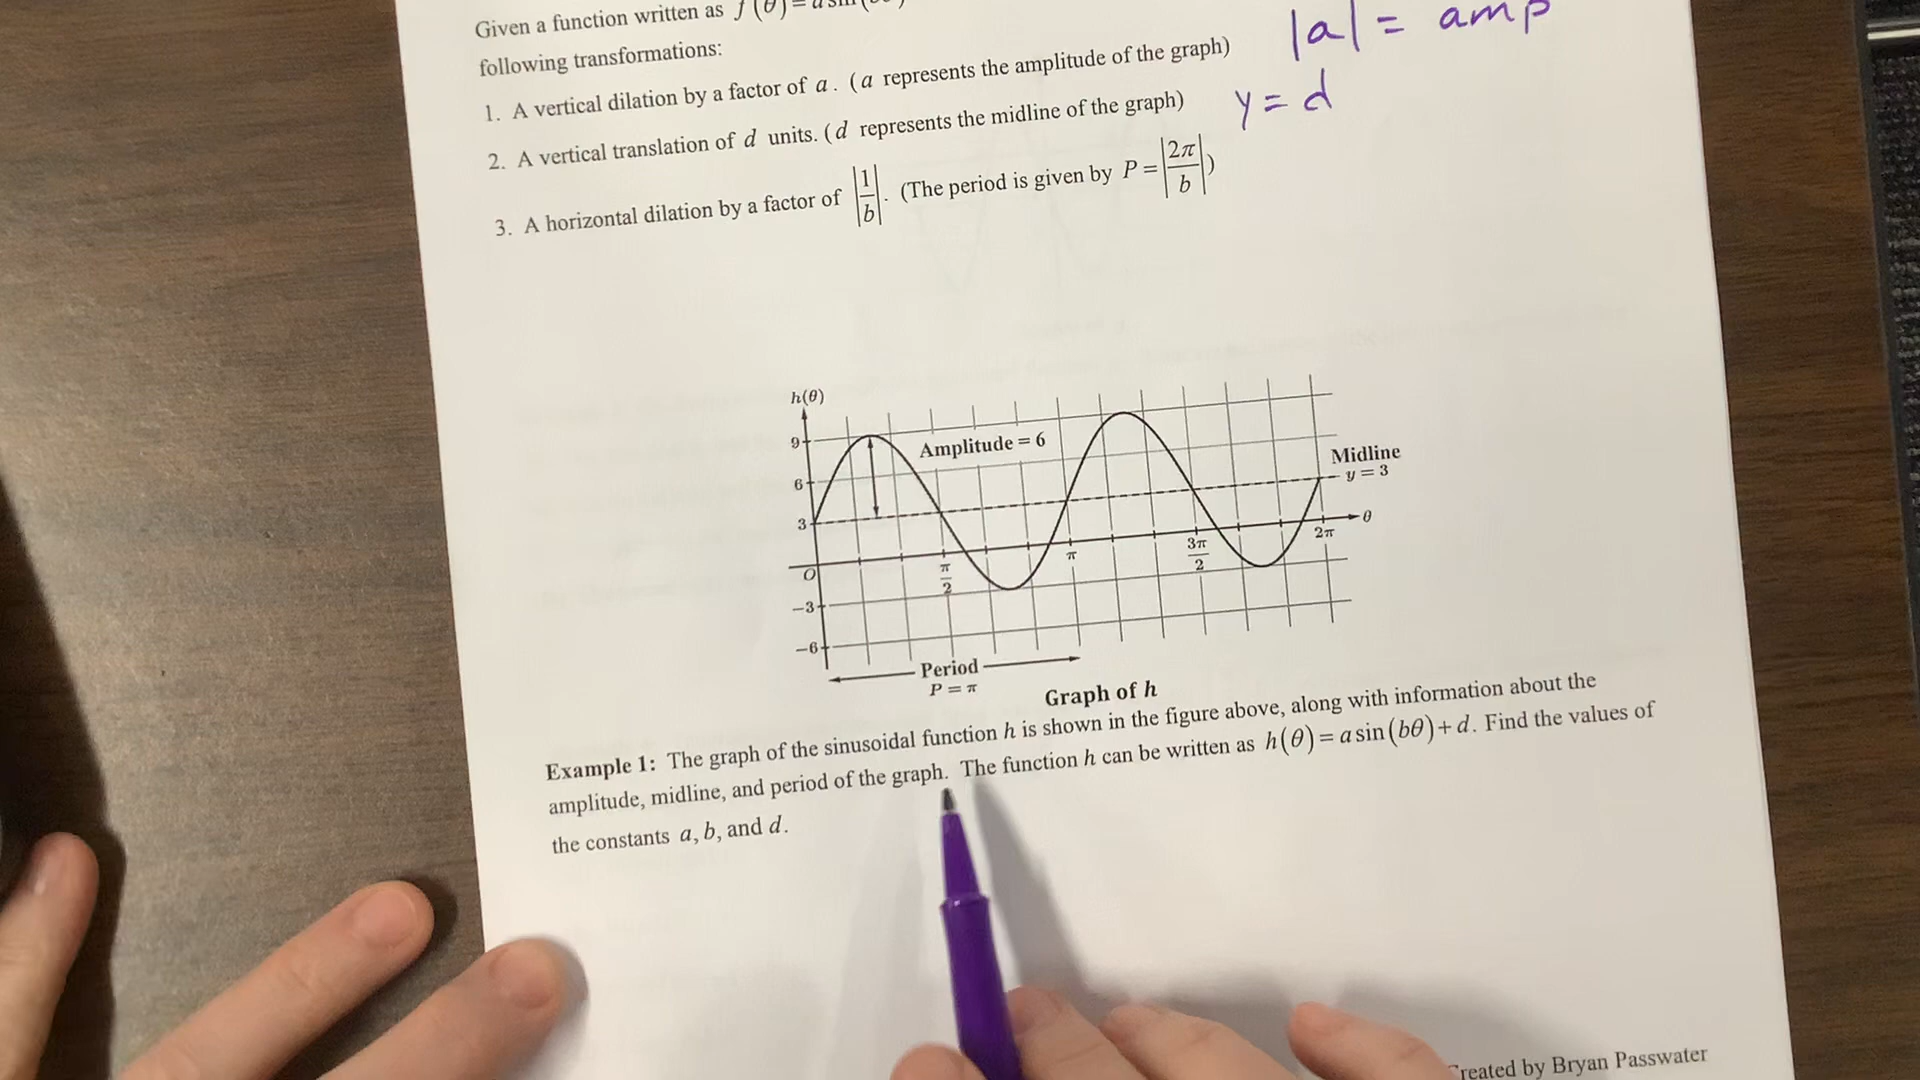 Given a function written as f(θ) = a sin(
following transformations:
|a| = amp
1. A vertical dilation by a factor of a. (a represents the amplitude of the graph)
2. A vertical translation of d units. (d represents the midline of the graph)
y = d
3. A horizontal dilation by a factor of |1/b|. (The period is given by P = |2π/b|)
h(θ)
9
Amplitude = 6
Midline
y = 3
6
3
θ
O
π/2
π
3π/2
2π
−3
−6
Period
P = π
Graph of h
Example 1: The graph of the sinusoidal function h is shown in the figure above, along with information about the
amplitude, midline, and period of the graph. The function h can be written as h(θ) = a sin(bθ) + d. Find the values of
the constants a, b, and d.
Created by Bryan Passwater